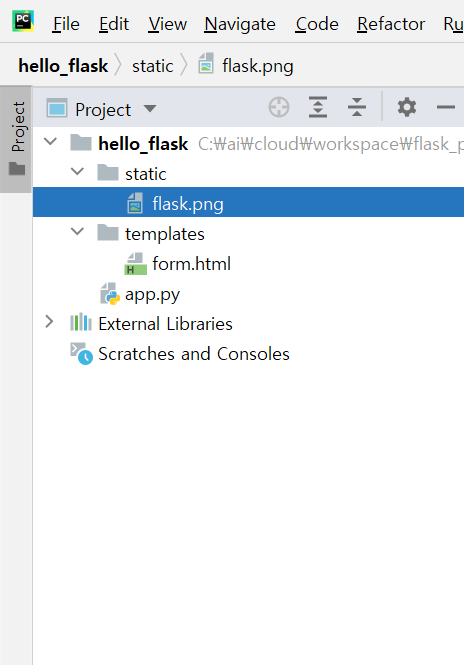 PC File Edit View Navigate Code Refactor
hello_flask static flask.png
Project
Project
hello_flask C:₩ai₩cloud₩workspace₩flask_p
static
flask.png
templates
H form.html
app.py
External Libraries
Scratches and Consoles